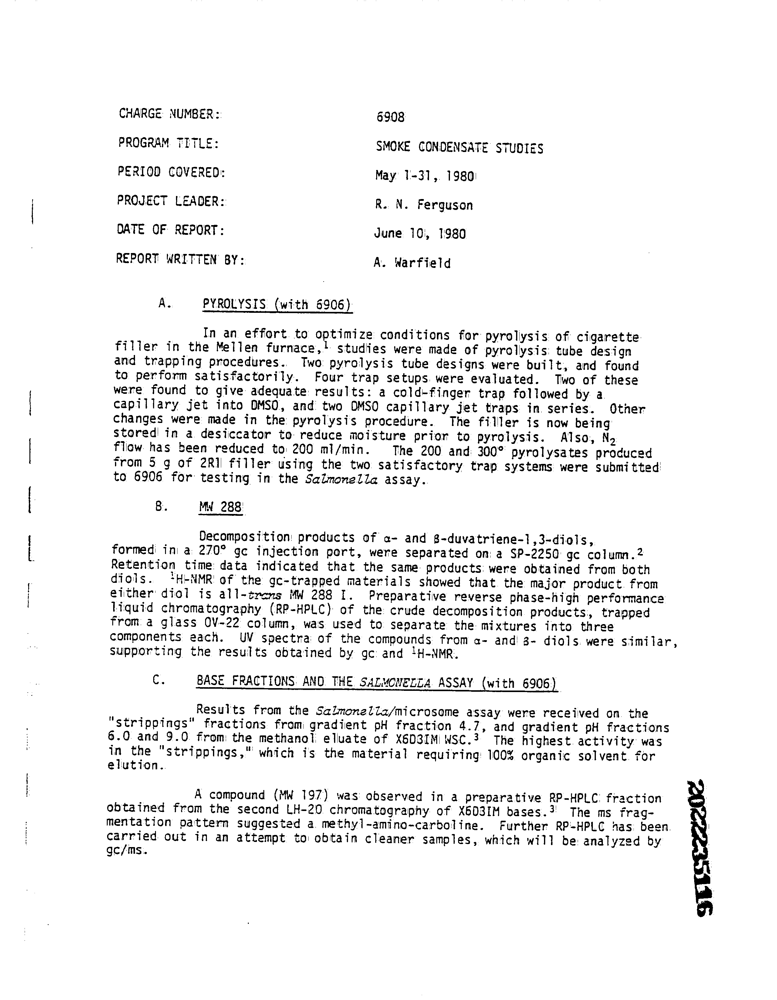 CHARGE NUMBER: 6908
PROGRAM TITLE: SMOKE CONDENSATE STUDIES
PERIOD COVERED: May 1-31, 1980
PROJECT LEADER: R. N. Ferguson
DATE OF REPORT: June 10, 1980
REPORT WRITTEN BY: A. Warfield
A. PYROLYSIS (with 6906)
In an effort to optimize conditions for pyrolysis of cigarette
filler in the Mellen furnace,¹ studies were made of pyrolysis tube design
and trapping procedures. Two pyrolysis tube designs were built, and found
to perform satisfactorily. Four trap setups were evaluated. Two of these
were found to give adequate results: a cold-finger trap followed by a
capillary jet into DMSO, and two DMSO capillary jet traps in series. Other
changes were made in the pyrolysis procedure. The filler is now being
stored in a desiccator to reduce moisture prior to pyrolysis. Also, N₂
flow has been reduced to 200 ml/min. The 200 and 300° pyrolysates produced
from 5 g of 2R1 filler using the two satisfactory trap systems were submitted
to 6906 for testing in the Salmonella assay.
B. MW 288
Decomposition products of α- and β-duvatriene-1,3-diols,
formed in a 270° gc injection port, were separated on a SP-2250 gc column.²
Retention time data indicated that the same products were obtained from both
diols. ¹H-NMR of the gc-trapped materials showed that the major product from
either diol is all-trans MW 288 I. Preparative reverse phase-high performance
liquid chromatography (RP-HPLC) of the crude decomposition products, trapped
from a glass OV-22 column, was used to separate the mixtures into three
components each. UV spectra of the compounds from α- and β- diols were similar,
supporting the results obtained by gc and ¹H-NMR.
C. BASE FRACTIONS AND THE SALMONELLA ASSAY (with 6906)
Results from the Salmonella/microsome assay were received on the
"strippings" fractions from gradient pH fraction 4.7, and gradient pH fractions
6.0 and 9.0 from the methanol eluate of X6D3IM WSC.³ The highest activity was
in the "strippings," which is the material requiring 100% organic solvent for
elution.
A compound (MW 197) was observed in a preparative RP-HPLC fraction
obtained from the second LH-20 chromatography of X6D3IM bases.³ The ms frag-
mentation pattern suggested a methyl-amino-carboline. Further RP-HPLC has been
carried out in an attempt to obtain cleaner samples, which will be analyzed by
gc/ms.
2022235116